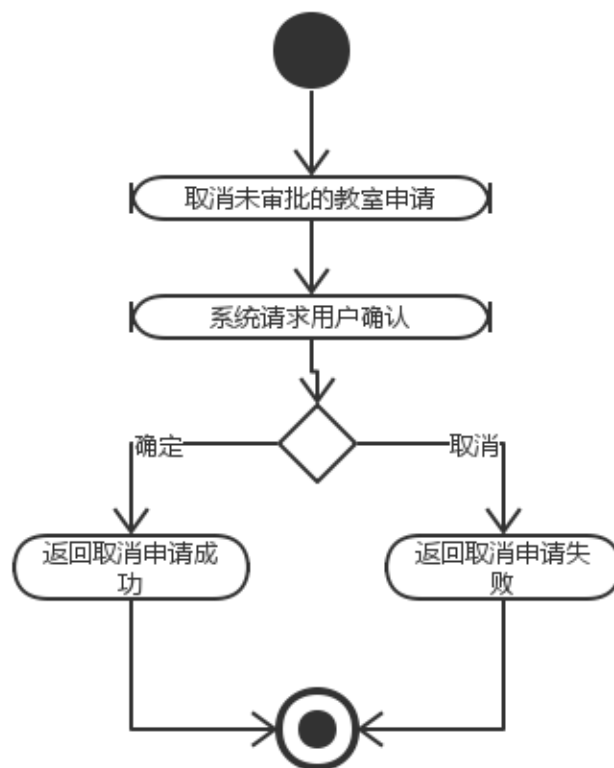 取消未审批的教室申请
系统请求用户确认
确定
取消
返回取消申请成
功
返回取消申请失
败